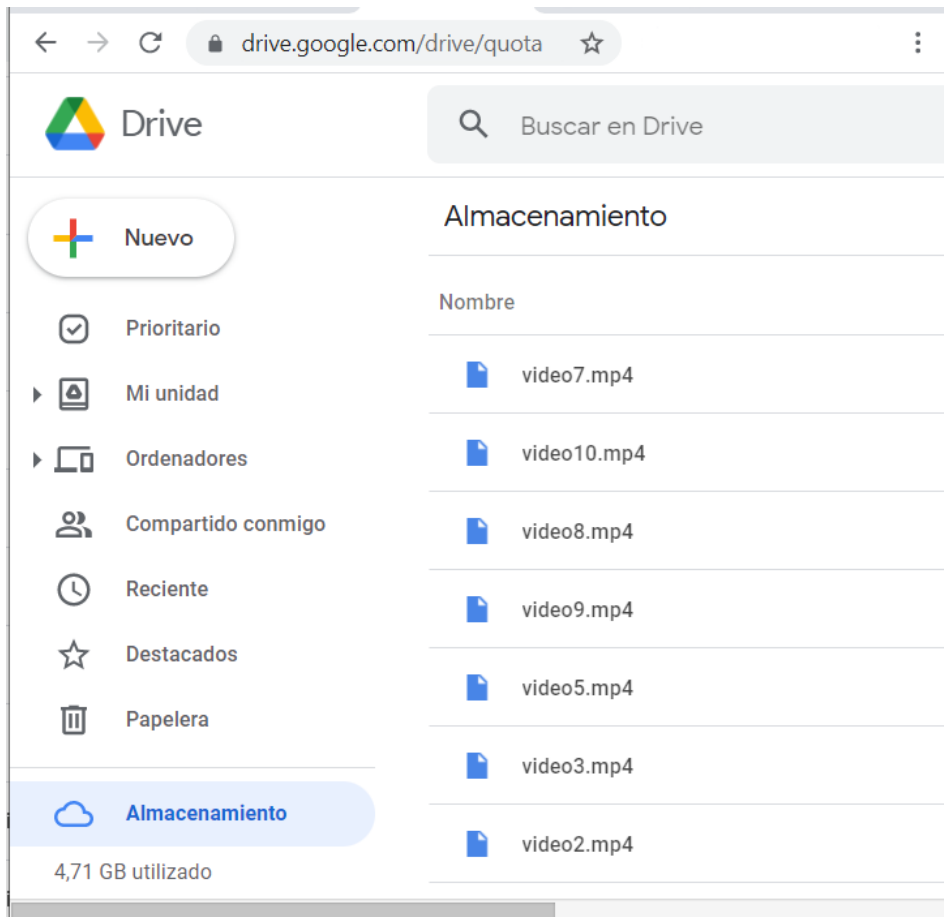 drive.google.com/drive/quota
Drive
Buscar en Drive
Nuevo
Prioritario
Mi unidad
Ordenadores
Compartido conmigo
Reciente
Destacados
Papelera
Almacenamiento
4,71 GB utilizado
Almacenamiento
Nombre
video7.mp4
video10.mp4
video8.mp4
video9.mp4
video5.mp4
video3.mp4
video2.mp4